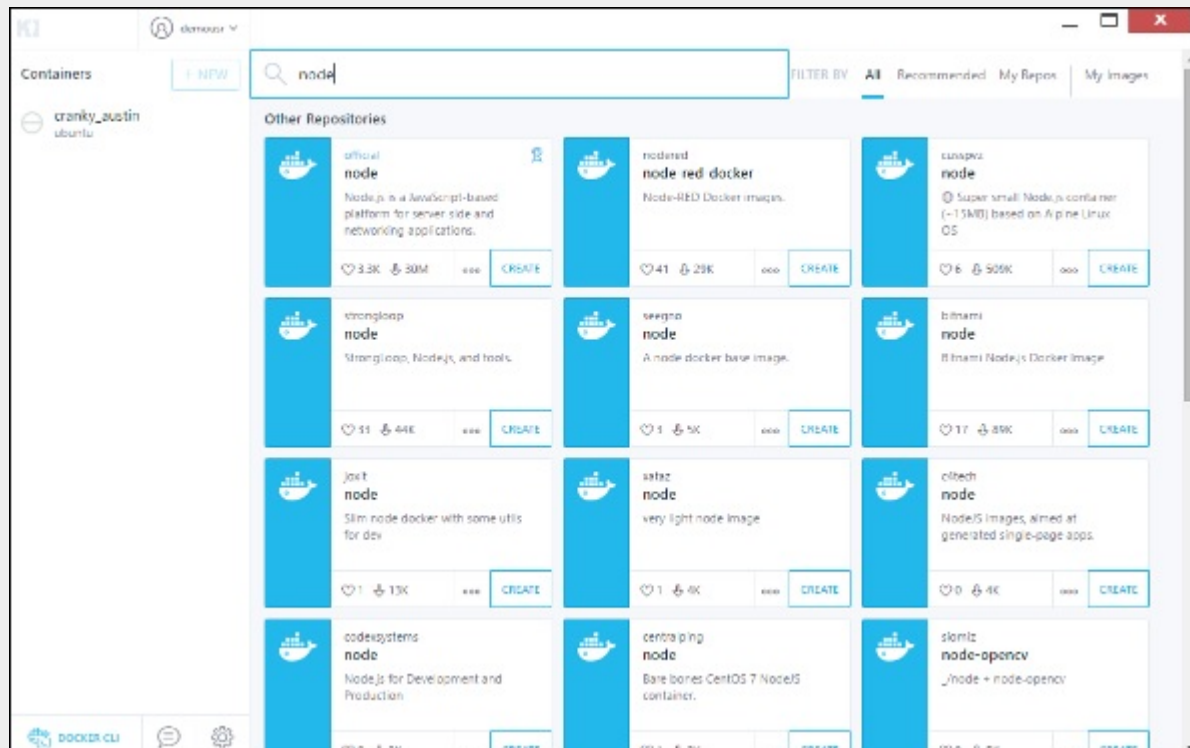 demousr
Containers
+ NEW
cranky_austin
ubuntu
node
FILTER BY All Recommended My Repos My Images
Other Repositories
official
node
Node.js is a JavaScript-based
platform for server side and
networking applications.
3.3K 30M CREATE
nodered
node red docker
Node-RED Docker images.
41 29K CREATE
cusspvz
node
Super small Node.js container
(~15MB) based on Alpine Linux
OS
6 509K CREATE
strongloop
node
StrongLoop, Node.js, and tools.
33 44K CREATE
seegno
node
A node docker base image.
3 5K CREATE
bitnami
node
Bitnami Node.js Docker Image
17 89K CREATE
node
Slim node docker with some utils
for dev
1 13K CREATE
xataz
node
very light node image
1 4K CREATE
node
NodeJS images, aimed at
generated single-page apps.
0 4K CREATE
codexsystems
node
Node.js for Development and
Production
centraping
node
Bare bones CentOS 7 NodeJS
container.
node-opencv
_/node + node-opencv
DOCKER CLI